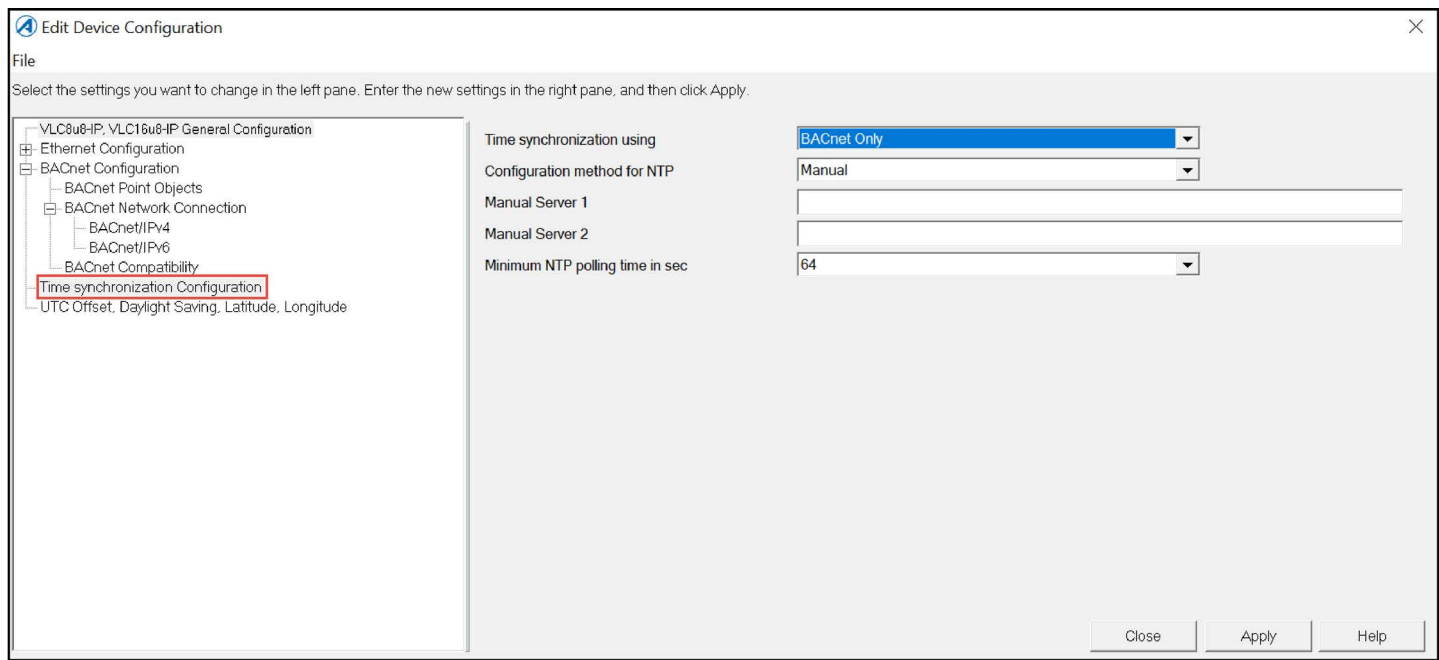 Edit Device Configuration
File
Select the settings you want to change in the left pane. Enter the new settings in the right pane, and then click Apply.
VLC8u8-IP, VLC16u8-IP General Configuration
Ethernet Configuration
BACnet Configuration
BACnet Point Objects
BACnet Network Connection
BACnet/IPv4
BACnet/IPv6
BACnet Compatibility
Time synchronization Configuration
UTC Offset, Daylight Saving, Latitude, Longitude
Time synchronization using BACnet Only
Configuration method for NTP Manual
Manual Server 1
Manual Server 2
Minimum NTP polling time in sec 64
Close Apply Help